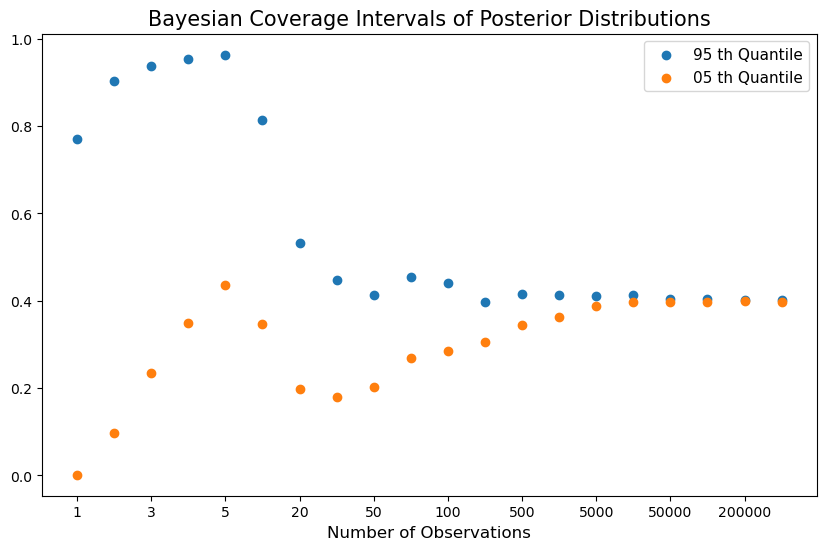 Bayesian Coverage Intervals of Posterior Distributions
95 th Quantile
05 th Quantile
1.0
0.8
0.6
0.4
0.2
0.0
1 3 5 20 50 100 500 5000 50000 200000
Number of Observations